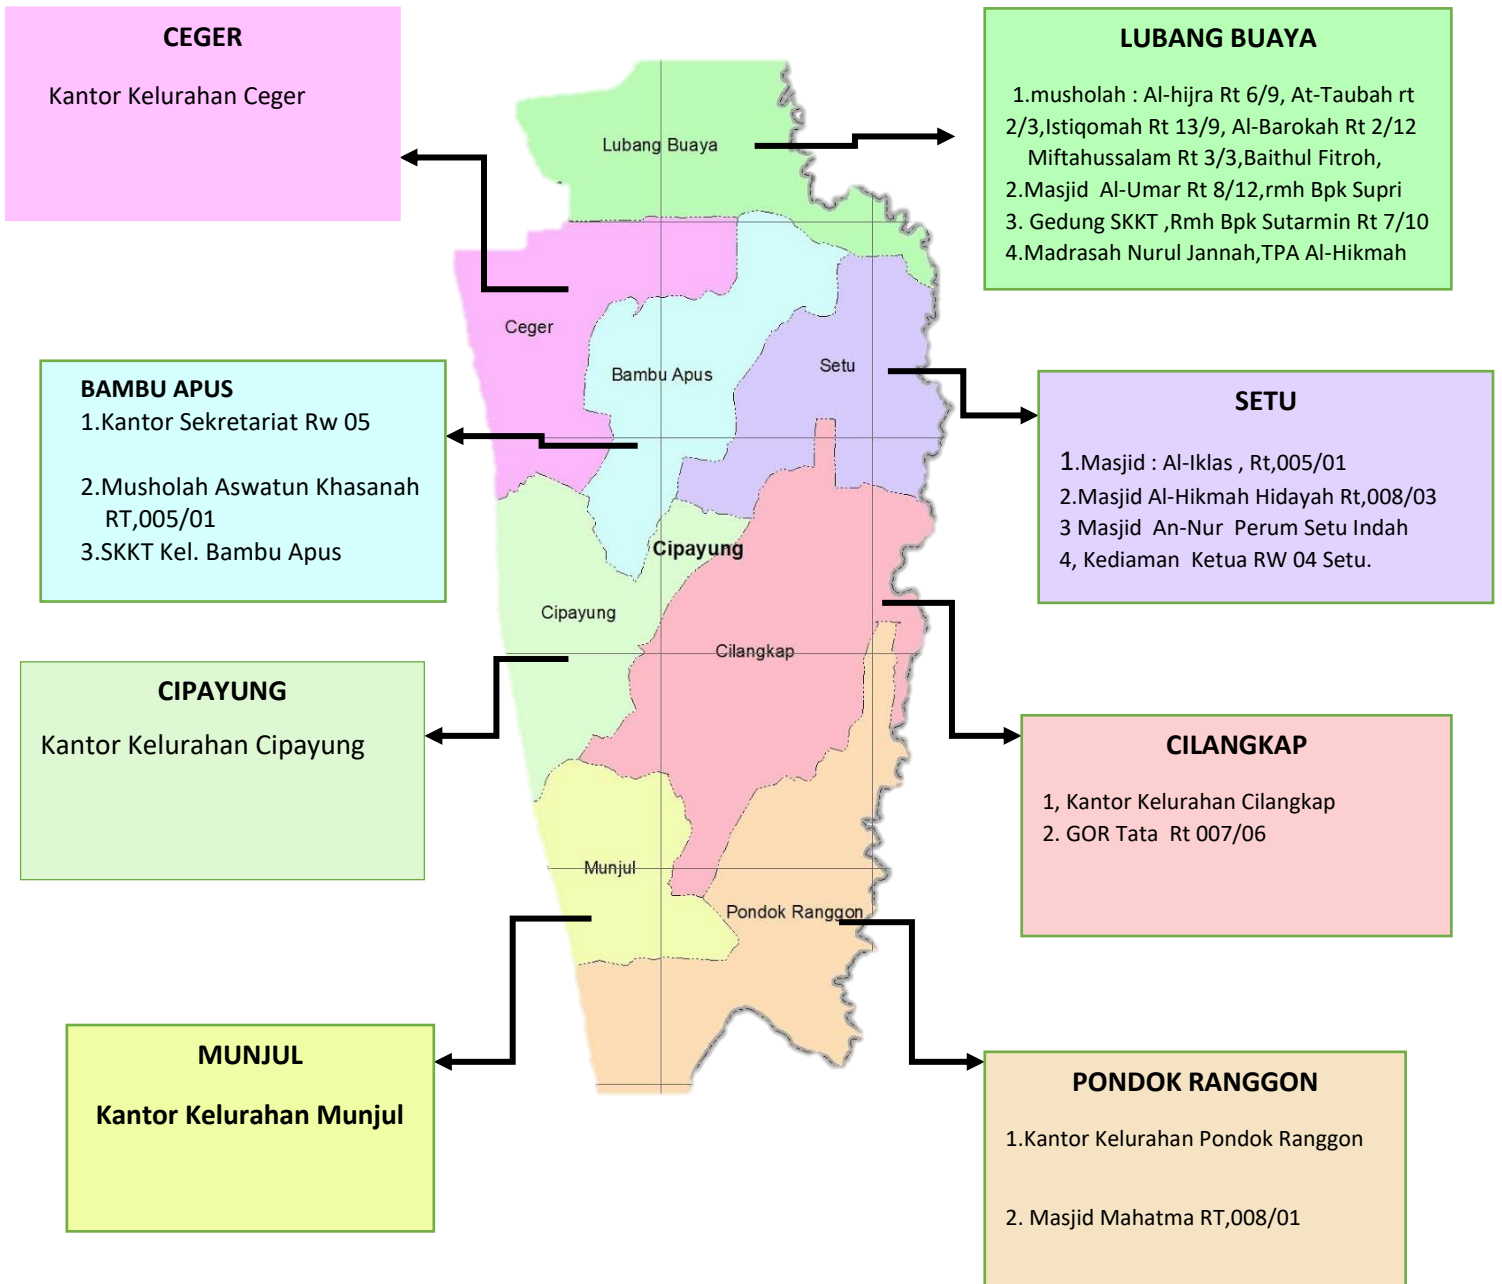 CEGER
Kantor Kelurahan Ceger
LUBANG BUAYA
1.musholah : Al-hijra Rt 6/9, At-Taubah rt
2/3,Istiqomah Rt 13/9, Al-Barokah Rt 2/12
Miftahussalam Rt 3/3,Baithul Fitroh,
2.Masjid Al-Umar Rt 8/12,rmh Bpk Supri
3. Gedung SKKT ,Rmh Bpk Sutarmin Rt 7/10
4.Madrasah Nurul Jannah,TPA Al-Hikmah
Lubang Buaya
Ceger
Bambu Apus
Setu
Cipayung
Cipayung
Cilangkap
Munjul
Pondok Ranggon
BAMBU APUS
1.Kantor Sekretariat Rw 05
2.Musholah Aswatun Khasanah
RT,005/01
3.SKKT Kel. Bambu Apus
SETU
1.Masjid : Al-Iklas , Rt,005/01
2.Masjid Al-Hikmah Hidayah Rt,008/03
3 Masjid An-Nur Perum Setu Indah
4, Kediaman Ketua RW 04 Setu.
CIPAYUNG
Kantor Kelurahan Cipayung
CILANGKAP
1, Kantor Kelurahan Cilangkap
2. GOR Tata Rt 007/06
MUNJUL
Kantor Kelurahan Munjul
PONDOK RANGGON
1.Kantor Kelurahan Pondok Ranggon
2. Masjid Mahatma RT,008/01